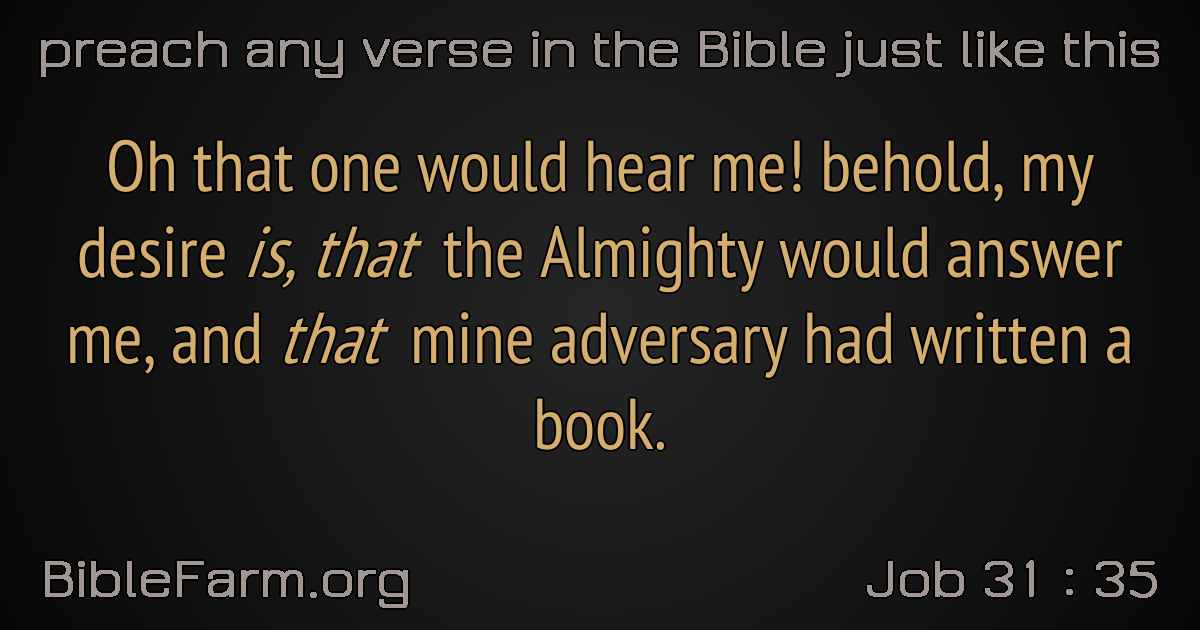 preach any verse in the Bible just like this
Oh that one would hear me! behold, my
desire is, that the Almighty would answer
me, and that mine adversary had written a
book.
BibleFarm.org
Job 31 : 35